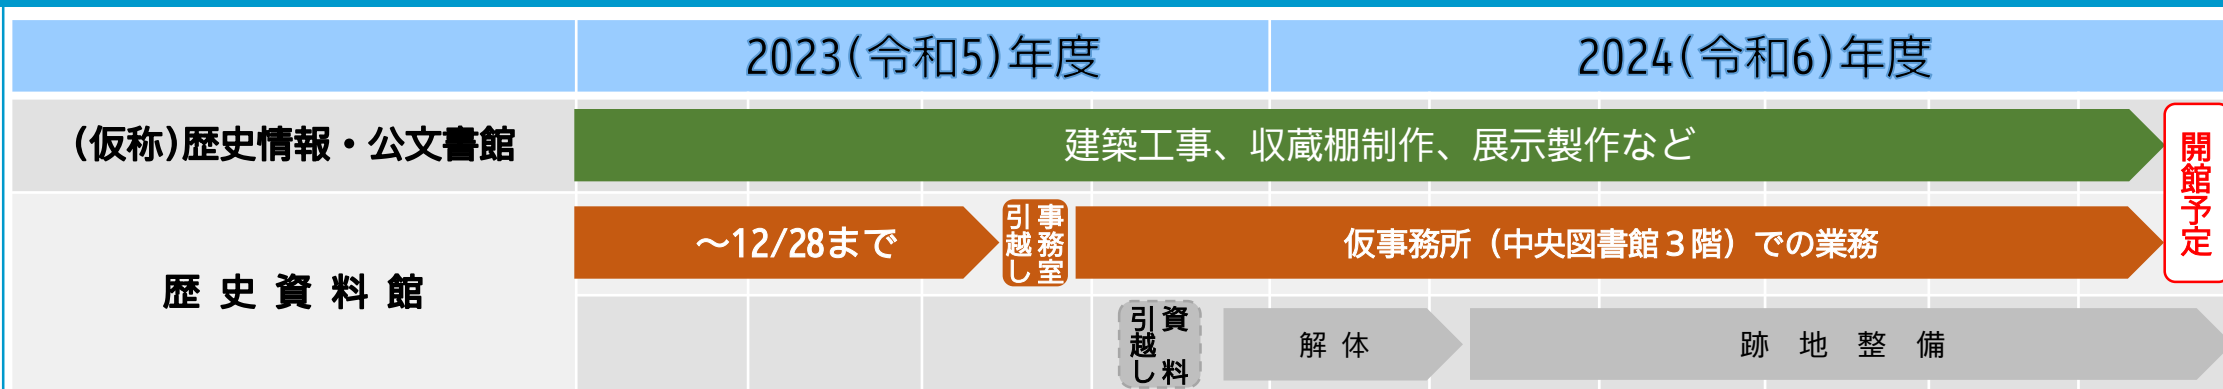 2023(令和5)年度
2024(令和6)年度
(仮称)歴史情報・公文書館
建築工事、収蔵棚制作、展示製作など
開館予定
歴史資料館
～12/28まで
事務室
引越し
仮事務所（中央図書館３階）での業務
資料
引越し
解体
跡地整備